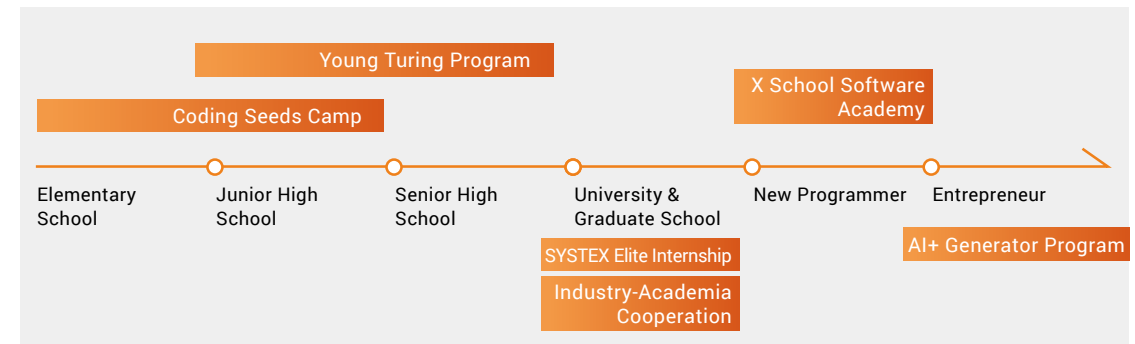 Young Turing Program
X School Software
Academy
Coding Seeds Camp
Elementary
School
Junior High
School
Senior High
School
University &
Graduate School
New Programmer
Entrepreneur
SYSTEX Elite Internship
Industry-Academia
Cooperation
AI+ Generator Program